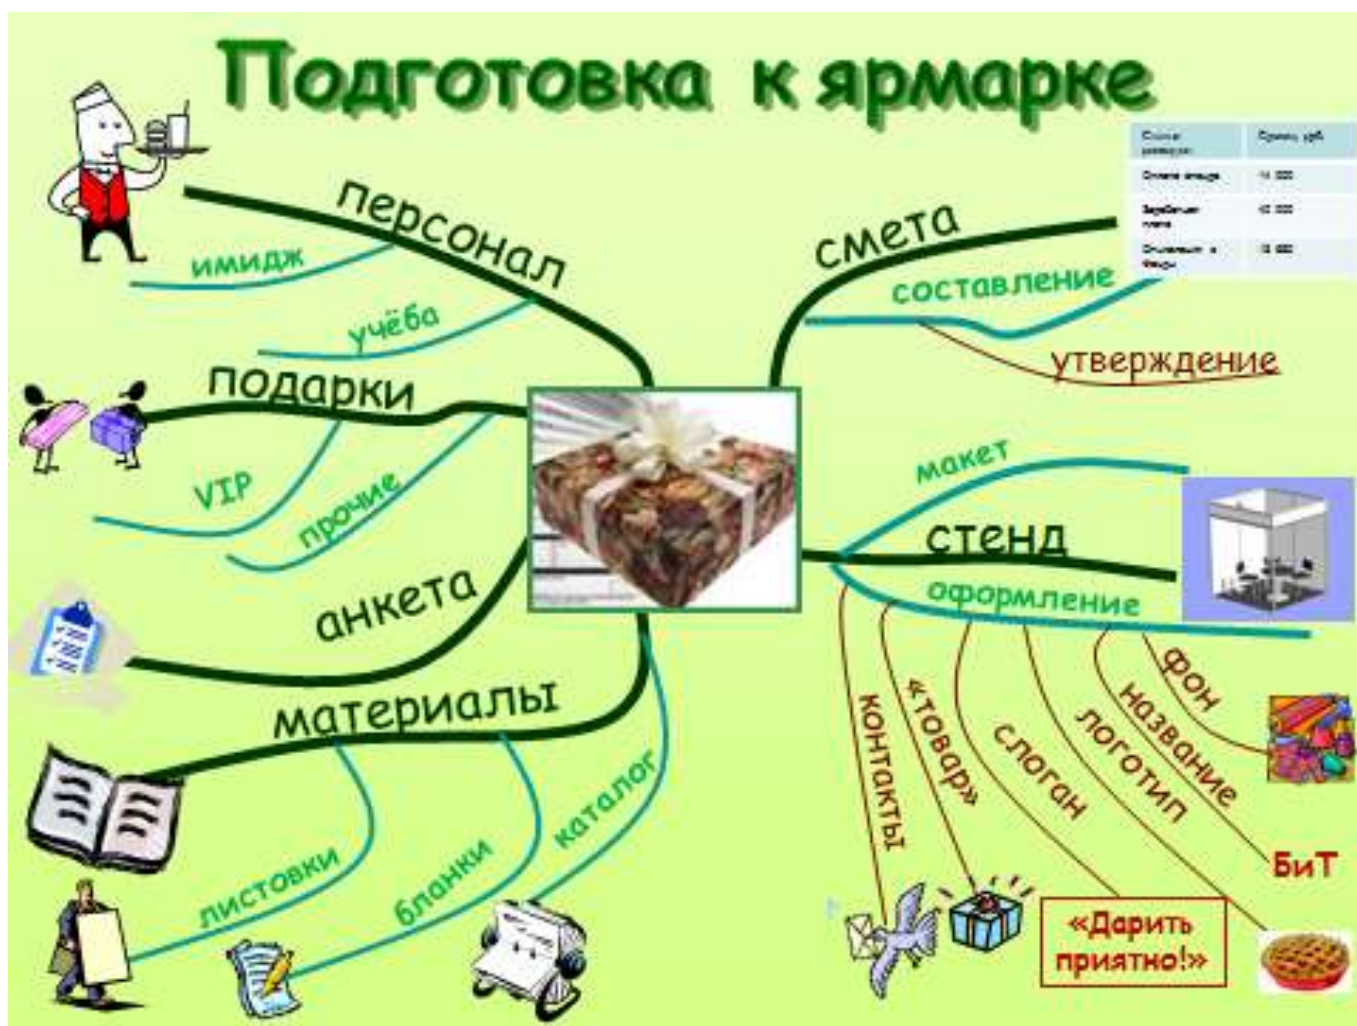 Подготовка к ярмарке
персонал
имидж
учёба
подарки
VIP
прочие
анкета
материалы
листовки
бланки
каталог
смета
составление
утверждение
макет
стенд
оформление
контакты
«товар»
слоган
логотип
название
фон
БиТ
«Дарить
приятно!»